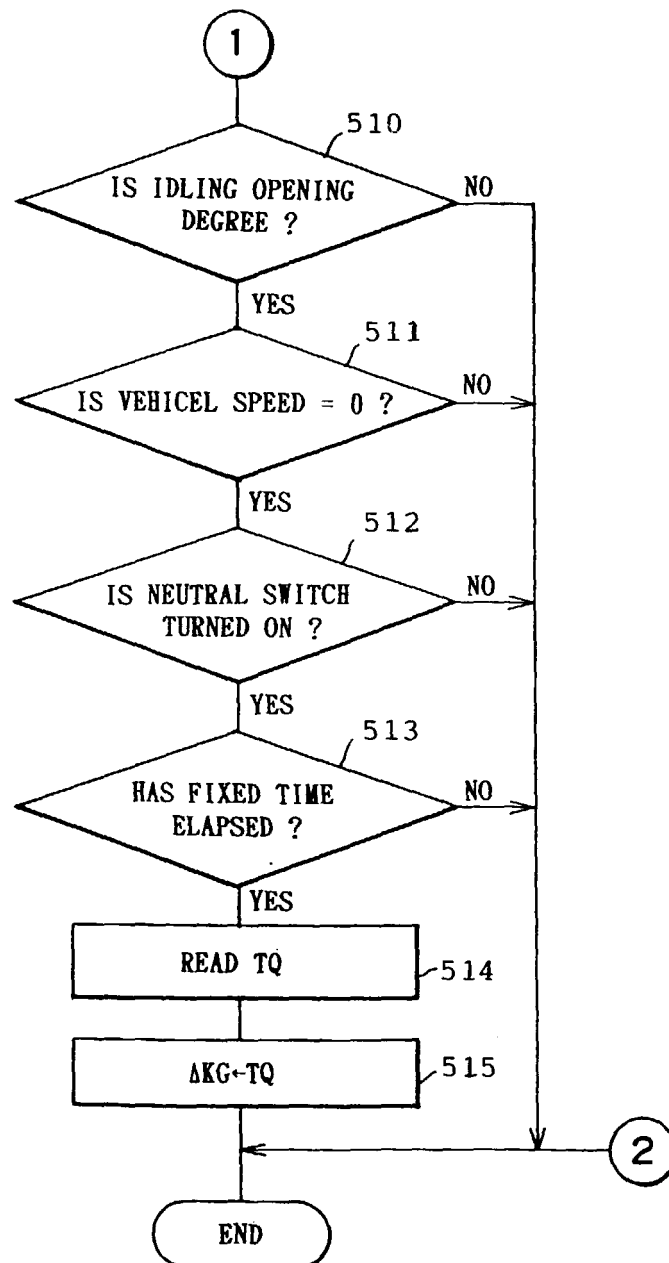 1
510
IS IDLING OPENING
DEGREE ?
NO
YES
511
IS VEHICEL SPEED = 0 ?
NO
YES
512
IS NEUTRAL SWITCH
TURNED ON ?
NO
YES
513
HAS FIXED TIME
ELAPSED ?
NO
YES
READ TQ
514
ΔKG←TQ
515
2
END